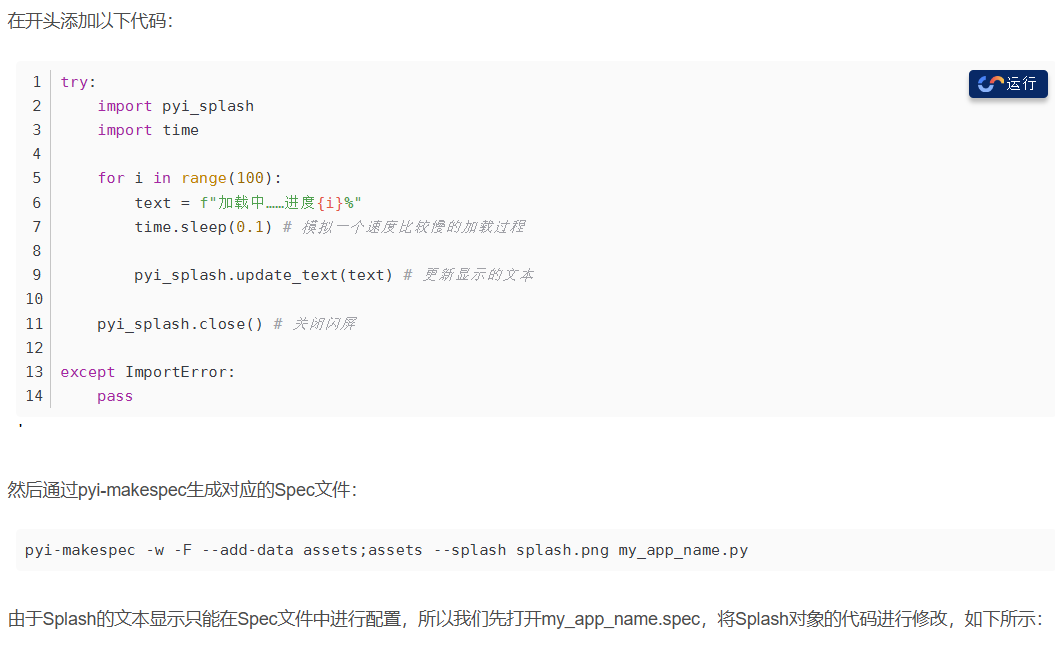 在开头添加以下代码：
运行
1 try:
2     import pyi_splash
3     import time
4
5     for i in range(100):
6         text = f"加载中……进度{i}%"
7         time.sleep(0.1) # 模拟一个速度比较慢的加载过程
8
9         pyi_splash.update_text(text) # 更新显示的文本
10
11     pyi_splash.close() # 关闭闪屏
12
13 except ImportError:
14     pass
然后通过pyi-makespec生成对应的Spec文件：
pyi-makespec -w -F --add-data assets;assets --splash splash.png my_app_name.py
由于Splash的文本显示只能在Spec文件中进行配置，所以我们先打开my_app_name.spec，将Splash对象的代码进行修改，如下所示：